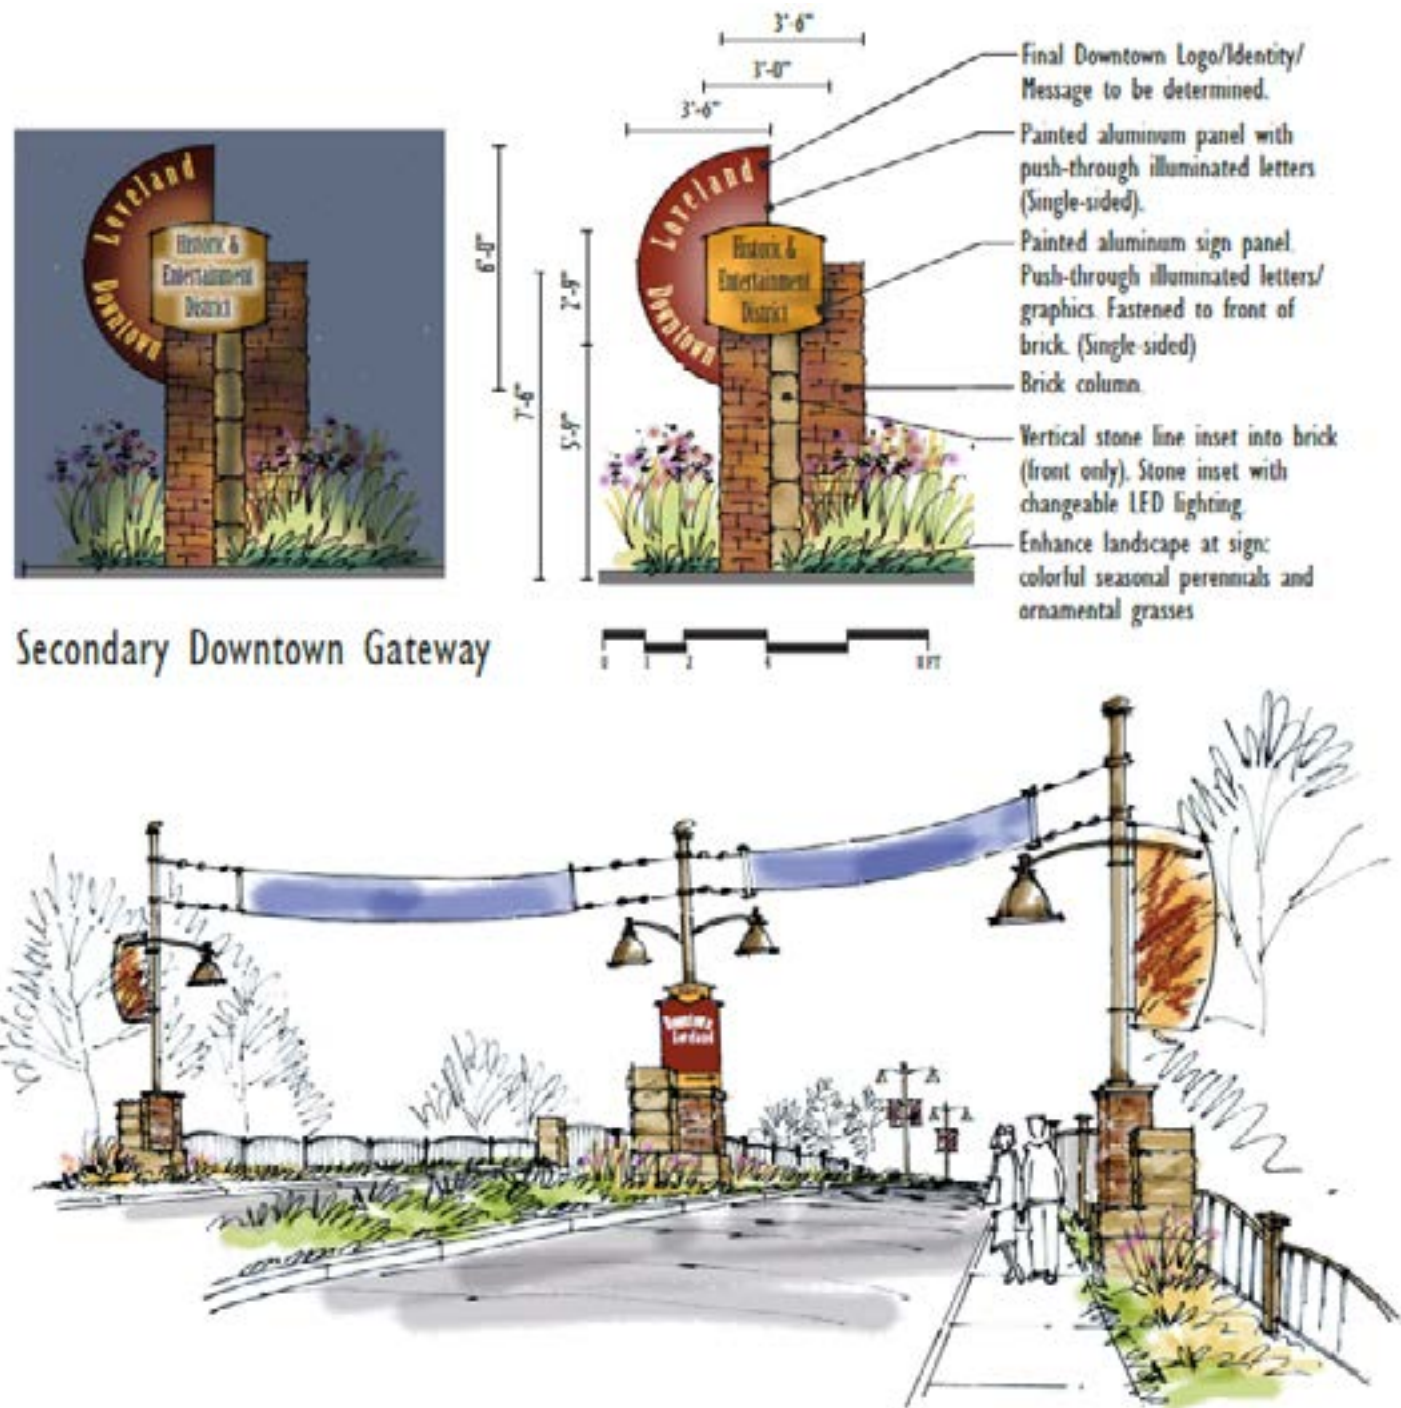 3'-6"
3'-0"
3'-6"
Loveland
Downtown
Historic &
Entertainment
District
6'-0"
2'-9"
7'-6"
5'-9"
Loveland
Downtown
Historic &
Entertainment
District
Final Downtown Logo/Identity/
Message to be determined.
Painted aluminum panel with
push-through illuminated letters
(Single-sided).
Painted aluminum sign panel.
Push-through illuminated letters/
graphics. Fastened to front of
brick. (Single-sided)
Brick column.
Vertical stone line inset into brick
(front only). Stone inset with
changeable LED lighting.
Enhance landscape at sign:
colorful seasonal perennials and
ornamental grasses
Secondary Downtown Gateway
0 1 2 4 8 FT
Downtown
Loveland